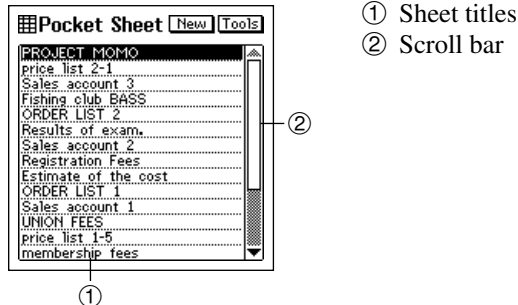 Pocket Sheet New Tools
PROJECT MOMO
price list 2-1
Sales account 3
Fishing club BASS
ORDER LIST 2
Results of exam.
Sales account 2
Registration Fees
Estimate of the cost
ORDER LIST 1
Sales account 1
UNION FEES
price list 1-5
membership fees
①
②
① Sheet titles
② Scroll bar